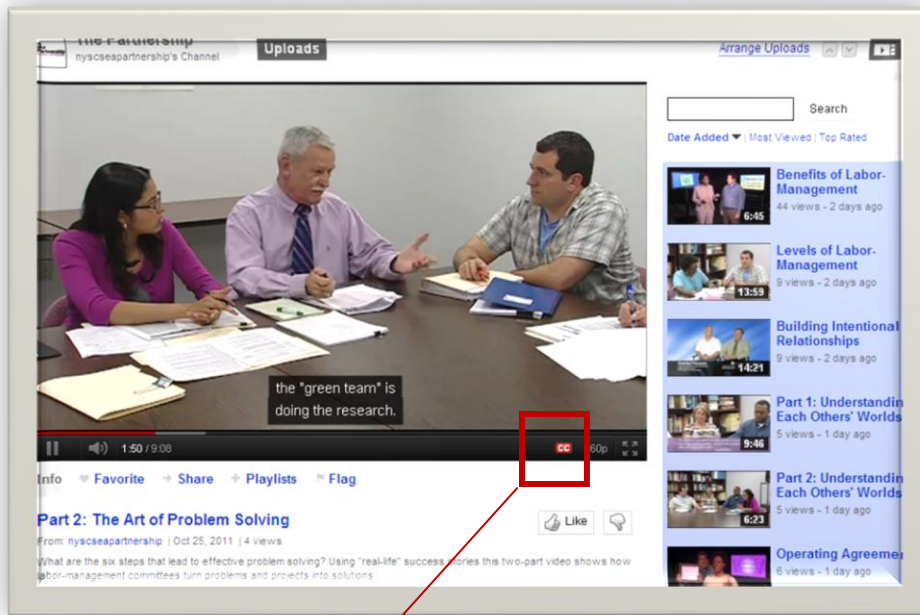 The Partnership
nyscseapartnership's Channel
Uploads
Arrange Uploads
the "green team" is
doing the research.
1:50 / 9:08
CC
60p
Info
Favorite
Share
Playlists
Flag
Part 2: The Art of Problem Solving
Like
From: nyscseapartnership | Oct 25, 2011 | 4 views
What are the six steps that lead to effective problem solving? Using "real-life" success stories this two-part video shows how
labor-management committees turn problems and projects into solutions
Search
Date Added ▼ | Most Viewed | Top Rated
6:45
Benefits of Labor-
Management
44 views - 2 days ago
13:59
Levels of Labor-
Management
9 views - 2 days ago
14:21
Building Intentional
Relationships
9 views - 2 days ago
9:46
Part 1: Understandin
Each Others' Worlds
5 views - 1 day ago
6:23
Part 2: Understandin
Each Others' Worlds
5 views - 1 day ago
Operating Agreeme
6 views - 1 day ago